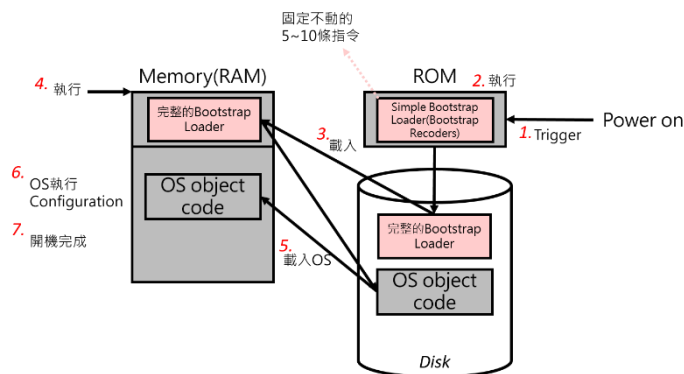 固定不動的
5~10條指令
Memory(RAM)
ROM
4. 執行
2. 執行
完整的Bootstrap
Loader
Simple Bootstrap
Loader(Bootstrap
Recoders)
3. 載入
1. Trigger
Power on
6. OS執行
Configuration
OS object
code
7. 開機完成
完整的Bootstrap
Loader
5. 載入OS
OS object
code
Disk